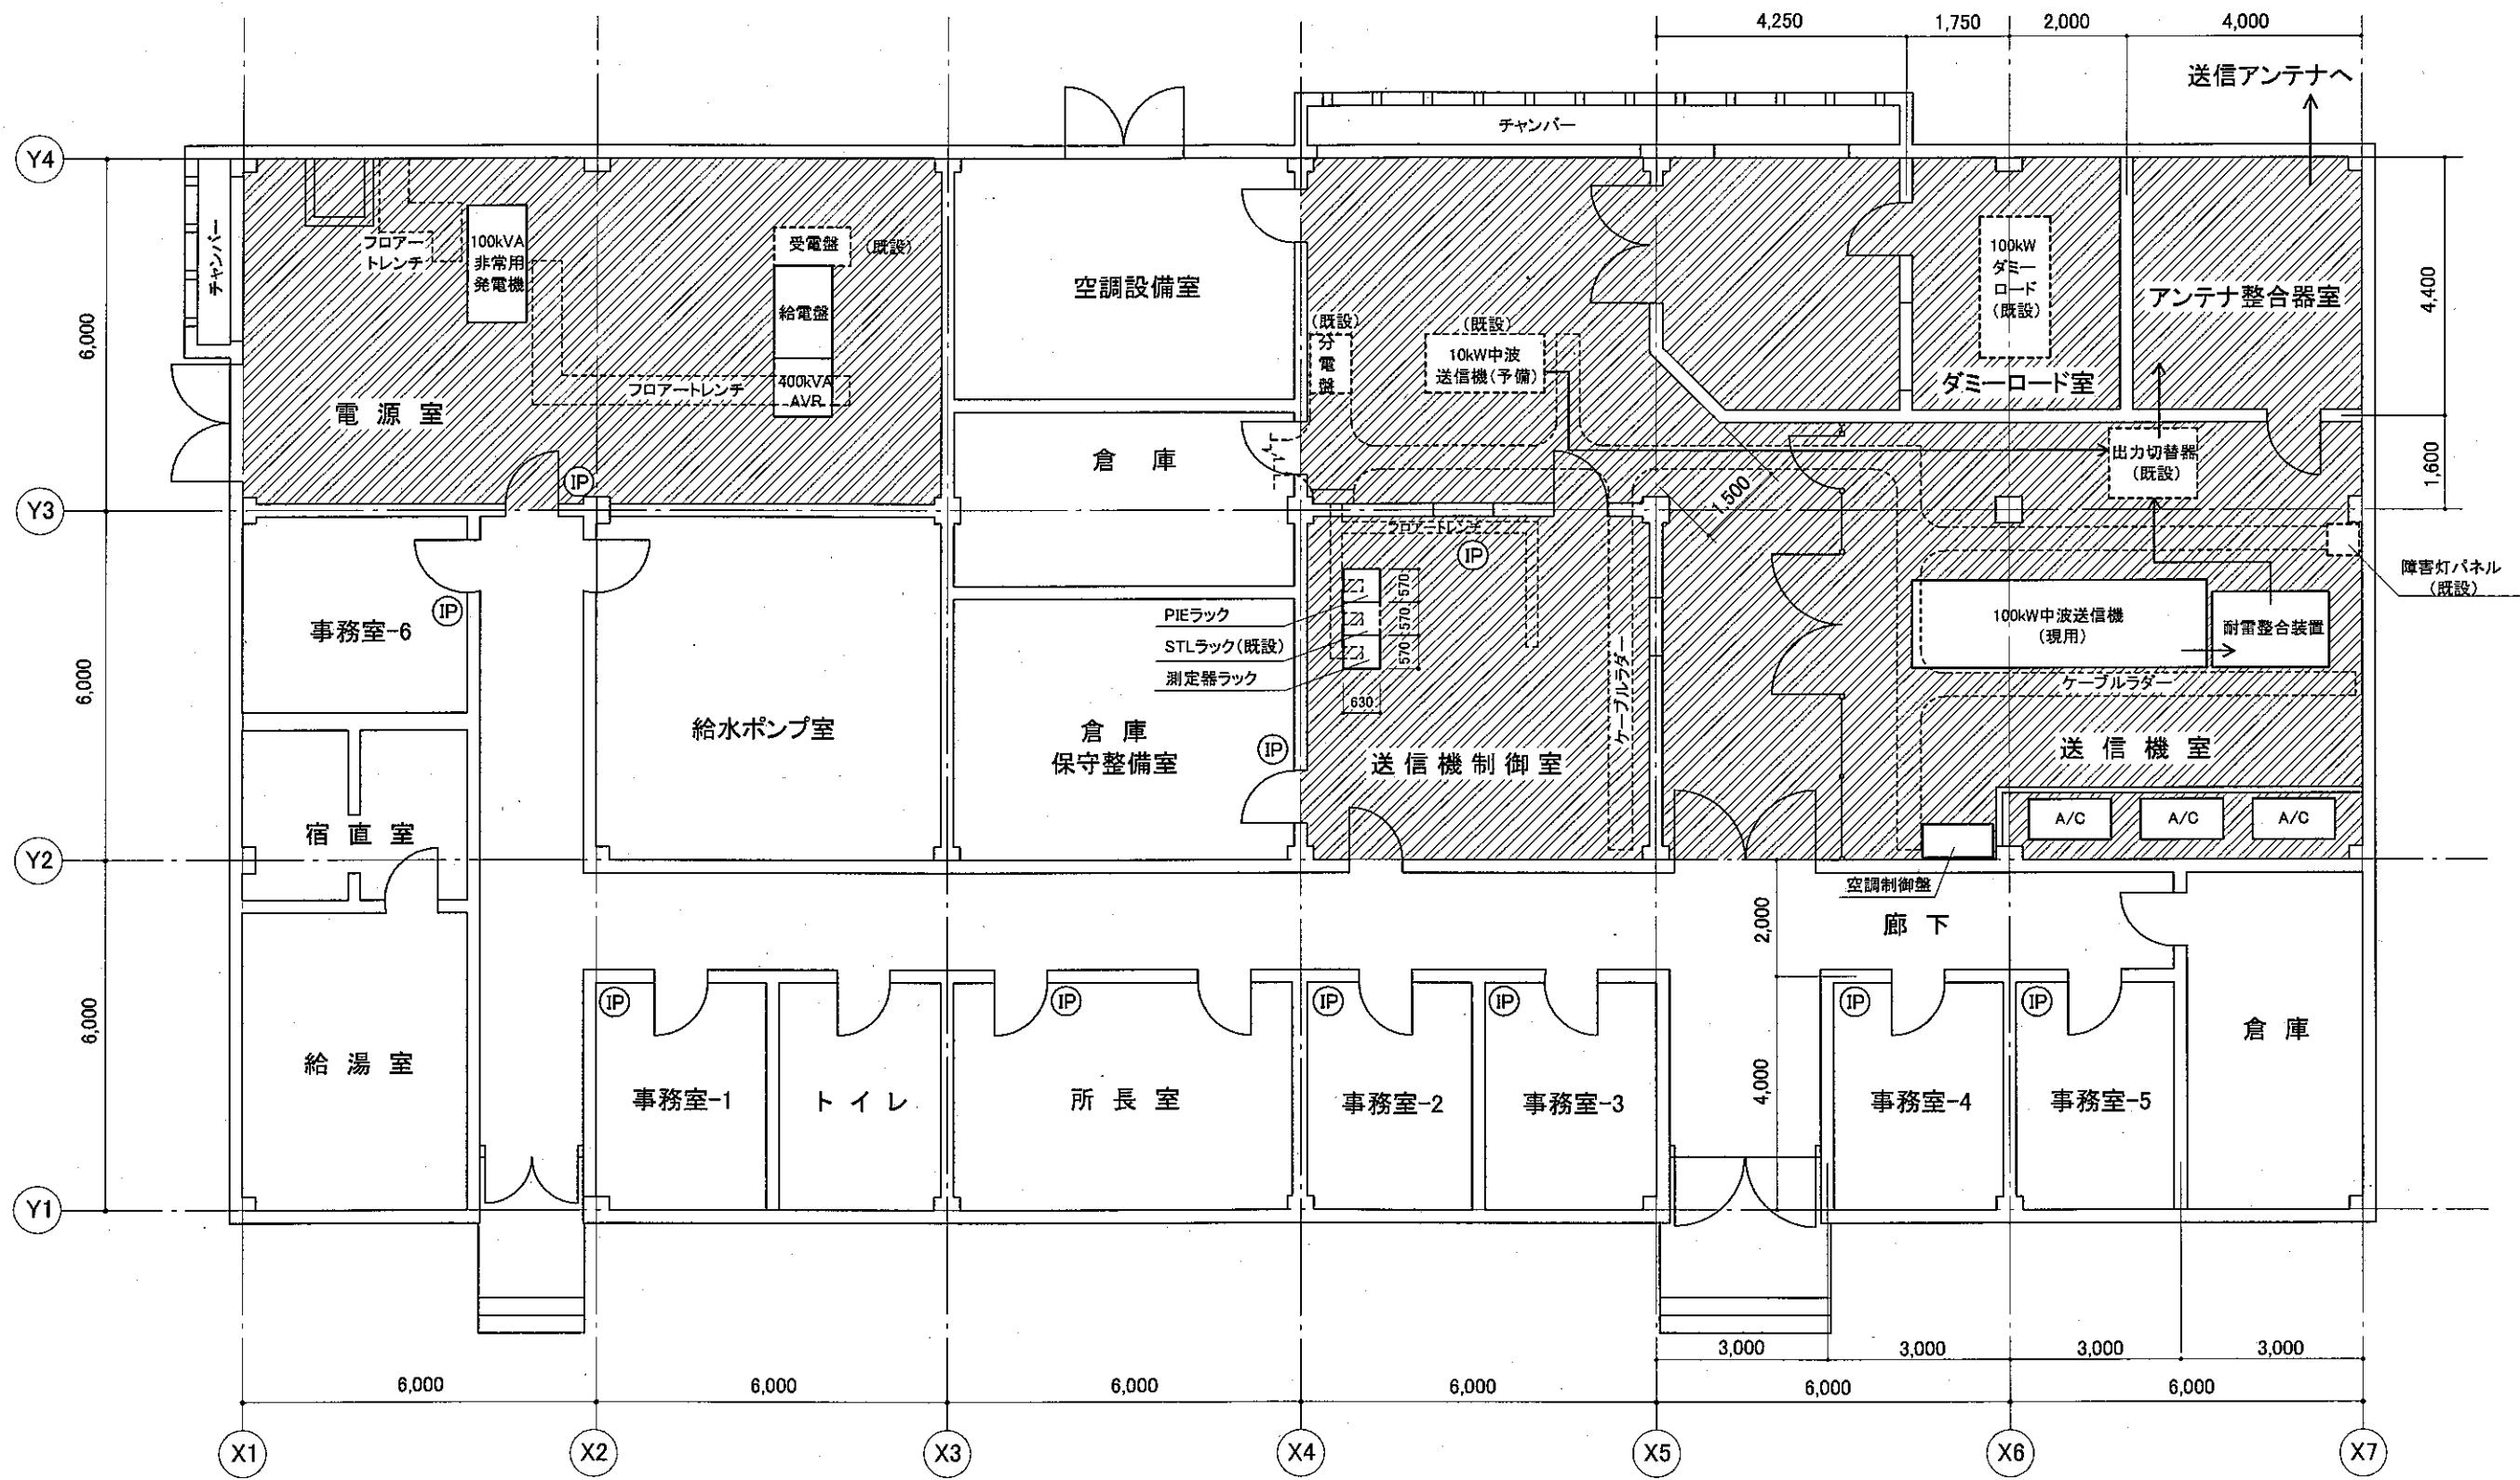 4,250
1,750
2,000
4,000
送信アンテナへ
チャンバー
Y4
チャンバー
フロアー
トレンチ
100kVA
非常用
発電機
受電盤
(既設)
給電盤
400kVA
AVR
フロアートレンチ
電源室
空調設備室
(既設)
分電盤
(既設)
10kW中波
送信機(予備)
100kW
ダミー
ロード
(既設)
ダミーロード室
アンテナ整合器室
4,400
6,000
倉庫
出力切替器
(既設)
1,600
IP
Y3
1,500
フロアートレンチ
IP
障害灯パネル
(既設)
事務室-6
IP
PIEラック
STLラック(既設)
測定器ラック
570
570
570
630
ケーブルラダー
100kW中波送信機
(現用)
耐雷整合装置
ケーブルラダー
6,000
給水ポンプ室
倉庫
保守整備室
IP
送信機制御室
送信機室
宿直室
A/C
A/C
A/C
Y2
空調制御盤
2,000
廊下
IP
IP
IP
IP
IP
IP
6,000
給湯室
事務室-1
トイレ
所長室
事務室-2
事務室-3
4,000
事務室-4
事務室-5
倉庫
Y1
3,000
3,000
3,000
3,000
6,000
6,000
6,000
6,000
6,000
6,000
X1
X2
X3
X4
X5
X6
X7